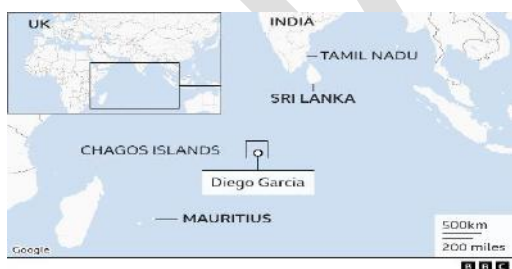 UK
INDIA
TAMIL NADU
SRI LANKA
CHAGOS ISLANDS
Diego Garcia
MAURITIUS
500km
200 miles
Google
BBC